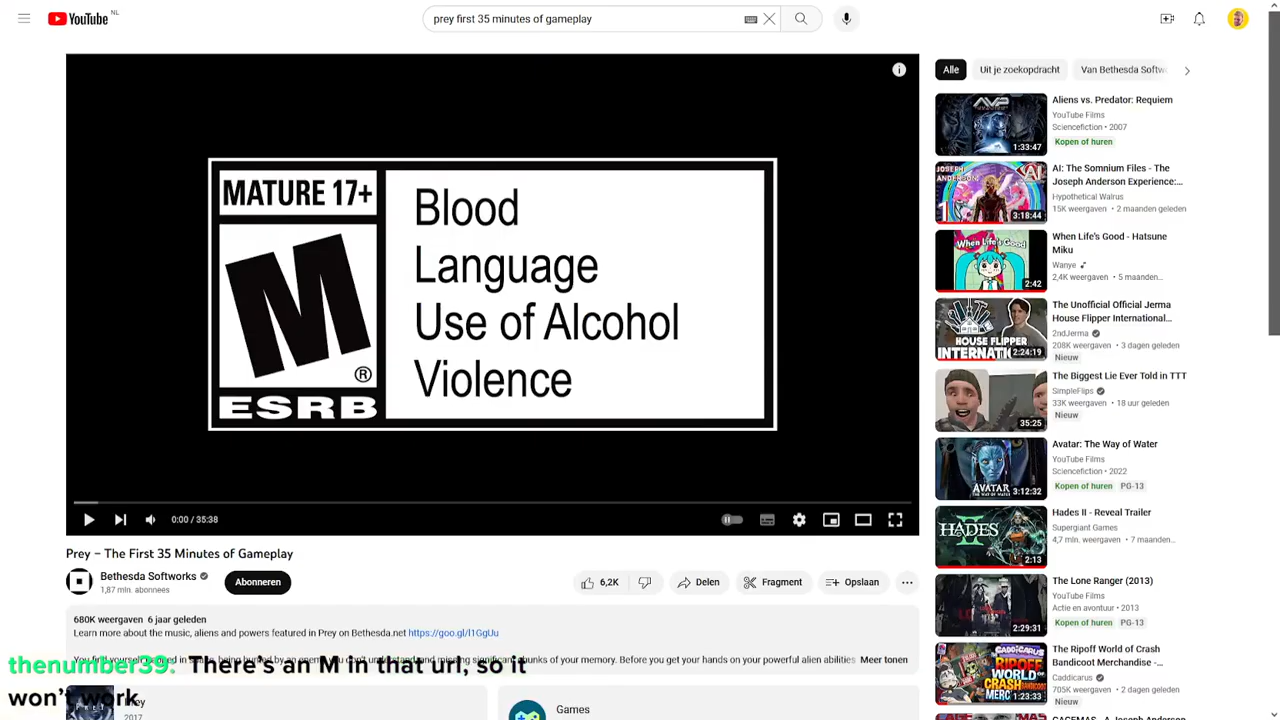 YouTube NL
prey first 35 minutes of gameplay
MATURE 17+
M
®
ESRB
Blood
Language
Use of Alcohol
Violence
0:00 / 35:38
Prey – The First 35 Minutes of Gameplay
Bethesda Softworks
1,87 mln. abonnees
Abonneren
6,2K
Delen
Fragment
Opslaan
680K weergaven 6 jaar geleden
Learn more about the music, aliens and powers featured in Prey on Bethesda.net https://goo.gl/l1GgUu
chunks of your memory. Before you get your hands on your powerful alien abilities Meer tonen
thenumber39: There's an M in that url, so it
won't work.
2017
Games
Alle
Uit je zoekopdracht
Van Bethesda Softw
Aliens vs. Predator: Requiem
YouTube Films
Sciencefiction • 2007
Kopen of huren
AVP
1:33:47
AI: The Somnium Files - The
Joseph Anderson Experience:...
Hypothetical Walrus
15K weergaven • 2 maanden geleden
3:18:44
When Life's Good - Hatsune
Miku
Wanye
2,4K weergaven • 5 maanden...
When Life's Good
2:42
The Unofficial Official Jerma
House Flipper International...
2ndJerma
208K weergaven • 3 dagen geleden
Nieuw
HOUSE FLIPPER
2:24:19
The Biggest Lie Ever Told in TTT
SimpleFlips
33K weergaven • 18 uur geleden
Nieuw
35:25
Avatar: The Way of Water
YouTube Films
Sciencefiction • 2022
Kopen of huren PG-13
AVATAR
3:12:32
Hades II - Reveal Trailer
Supergiant Games
4,7 mln. weergaven • 7 maanden...
HADES
2:13
The Lone Ranger (2013)
YouTube Films
Actie en avontuur • 2013
Kopen of huren PG-13
2:29:31
The Ripoff World of Crash
Bandicoot Merchandise -...
Caddicarus
705K weergaven • 2 dagen geleden
Nieuw
CADDICARUS
RIPOFF
WORLD OF
CRASH
MERC
1:23:33